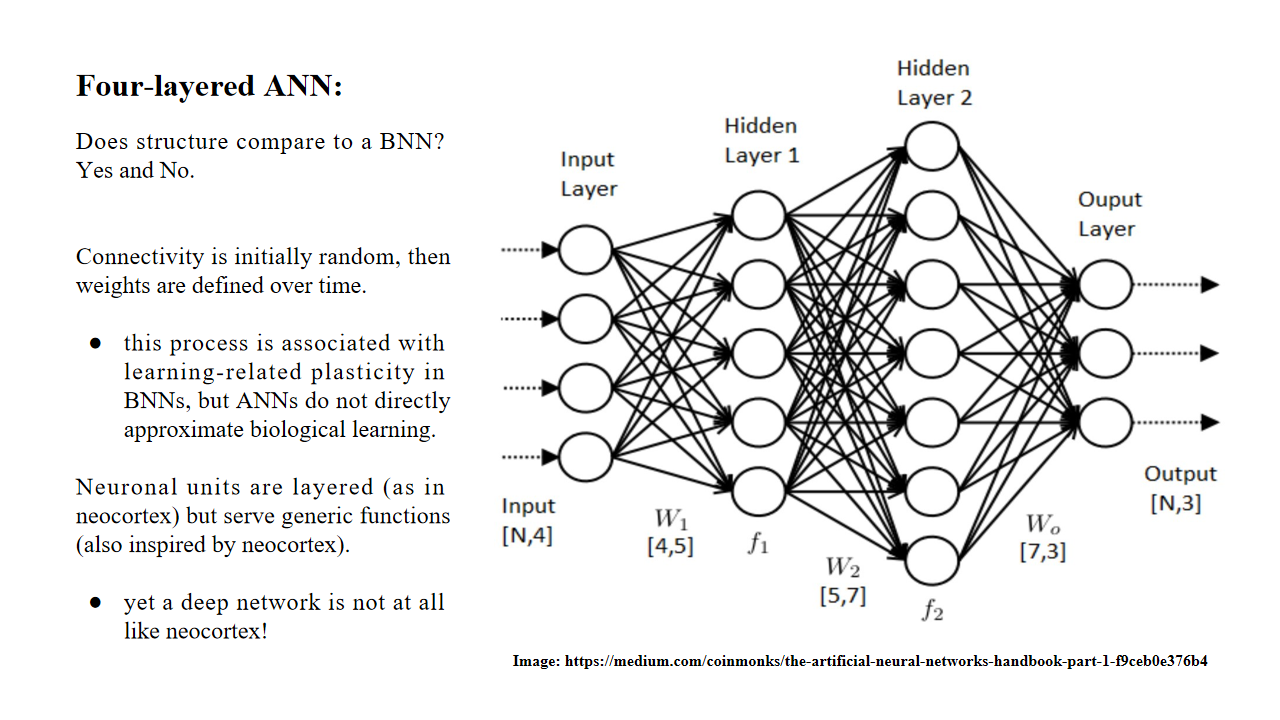 Four-layered ANN:
Does structure compare to a BNN?
Yes and No.
Connectivity is initially random, then
weights are defined over time.
● this process is associated with
learning-related plasticity in
BNNs, but ANNs do not directly
approximate biological learning.
Neuronal units are layered (as in
neocortex) but serve generic functions
(also inspired by neocortex).
● yet a deep network is not at all
like neocortex!
Input
Layer
Hidden
Layer 1
Hidden
Layer 2
Ouput
Layer
Input
[N,4]
W₁
[4,5]
f₁
W₂
[5,7]
f₂
Wₒ
[7,3]
Output
[N,3]
Image: https://medium.com/coinmonks/the-artificial-neural-networks-handbook-part-1-f9ceb0e376b4